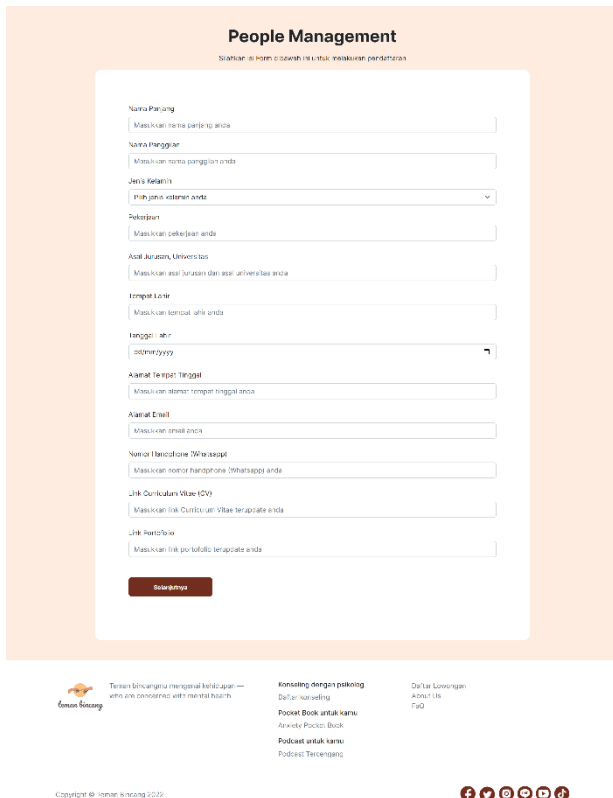 People Management
Silahkan isi Form dibawah ini untuk melakukan pendaftaran
Nama Panjang
Masukkan nama panjang anda
Nama Panggilan
Masukkan nama panggilan anda
Jenis Kelamin
Pilih jenis kelamin anda
Pekerjaan
Masukkan pekerjaan anda
Asal Jurusan, Universitas
Masukkan asal jurusan dan asal universitas anda
Tempat Lahir
Masukkan tempat lahir anda
Tanggal Lahir
dd/mm/yyyy
Alamat Tempat Tinggal
Masukkan alamat tempat tinggal anda
Alamat Email
Masukkan email anda
Nomor Handphone (Whatsapp)
Masukkan nomor handphone (Whatsapp) anda
Link Curriculum Vitae (CV)
Masukkan link Curriculum Vitae terupdate anda
Link Portofolio
Masukkan link portofolio terupdate anda
Selanjutnya
teman bincang
Teman bincangmu mengenai kehidupan —
who are concerned with mental health
Konseling dengan psikolog
Daftar konseling
Pocket Book untuk kamu
Anxiety Pocket Book
Podcast untuk kamu
Podcast Tercengang
Daftar Lowongan
About Us
FaQ
Copyright © Teman Bincang 2022